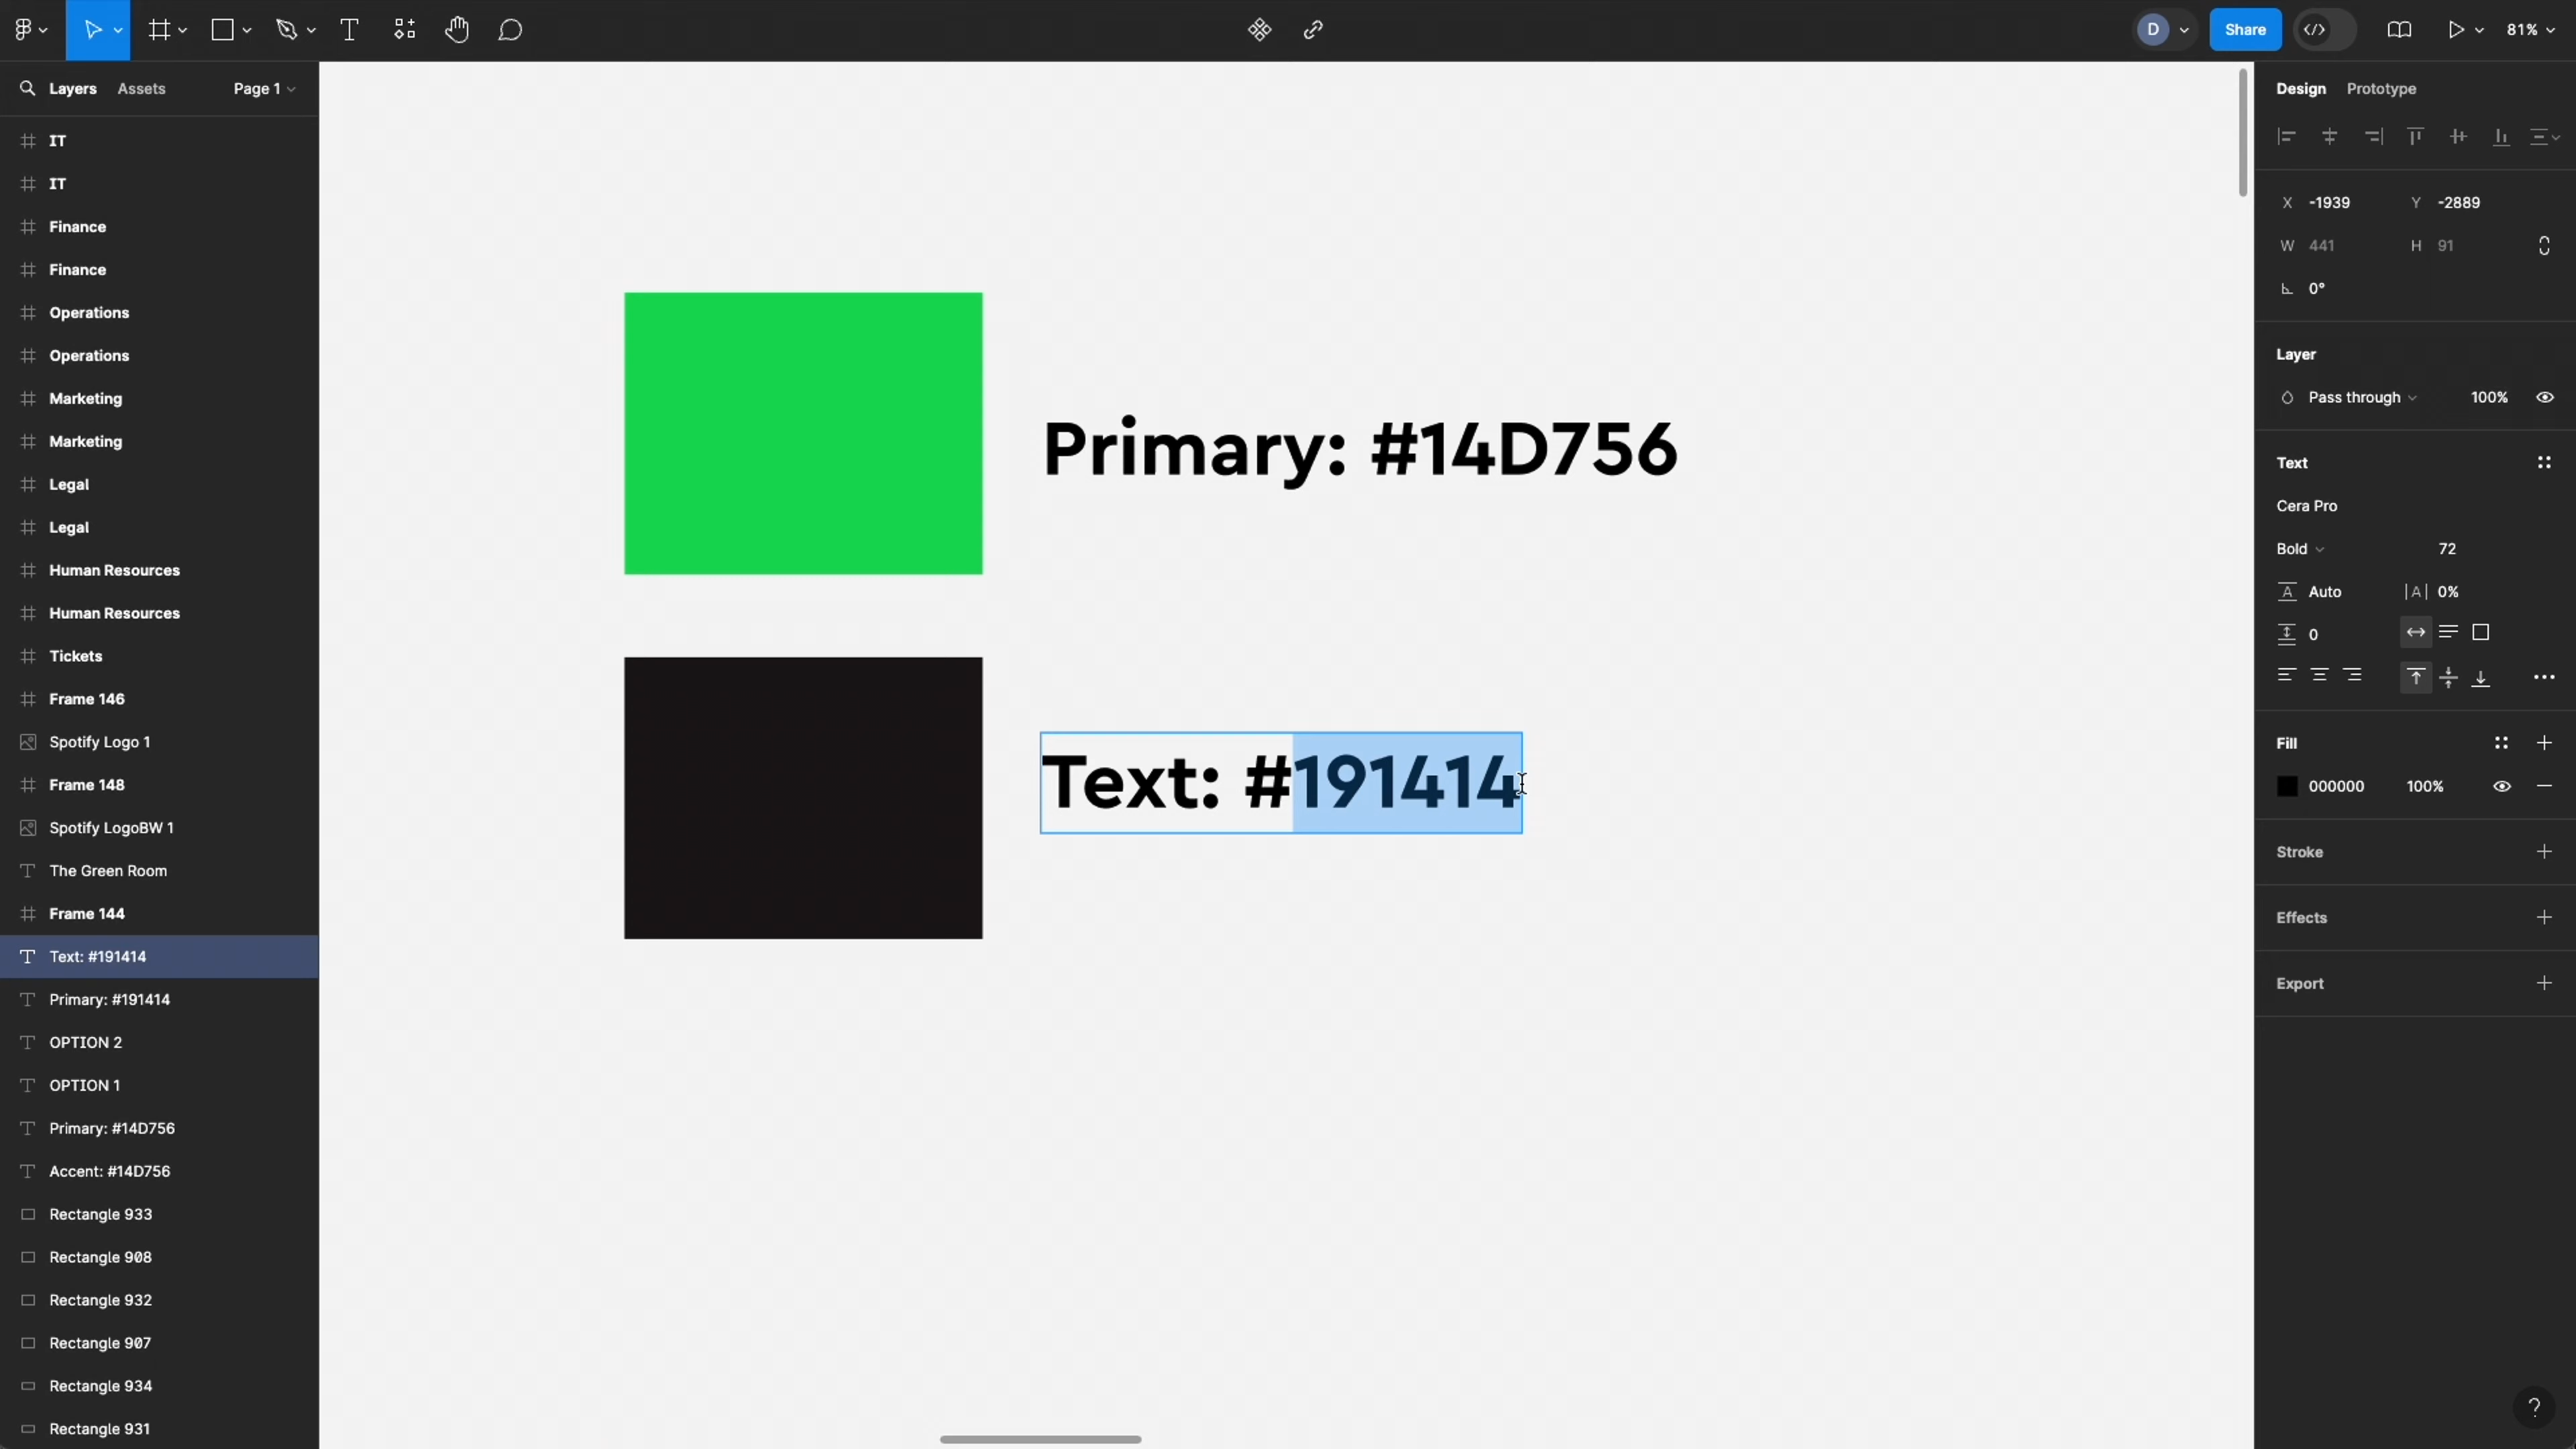 D
Share
81%
Layers
Assets
Page 1
IT
IT
Finance
Finance
Operations
Operations
Marketing
Marketing
Legal
Legal
Human Resources
Human Resources
Tickets
Frame 146
Spotify Logo 1
Frame 148
Spotify LogoBW 1
The Green Room
Frame 144
Text: #191414
Primary: #191414
OPTION 2
OPTION 1
Primary: #14D756
Accent: #14D756
Rectangle 933
Rectangle 908
Rectangle 932
Rectangle 907
Rectangle 934
Rectangle 931
Primary: #14D756
Text: #191414
Design
Prototype
X -1939 Y -2889
W 441 H 91
0°
Layer
Pass through 100%
Text
Cera Pro
Bold 72
A Auto |A| 0%
0
Fill
000000 100%
Stroke
Effects
Export
?